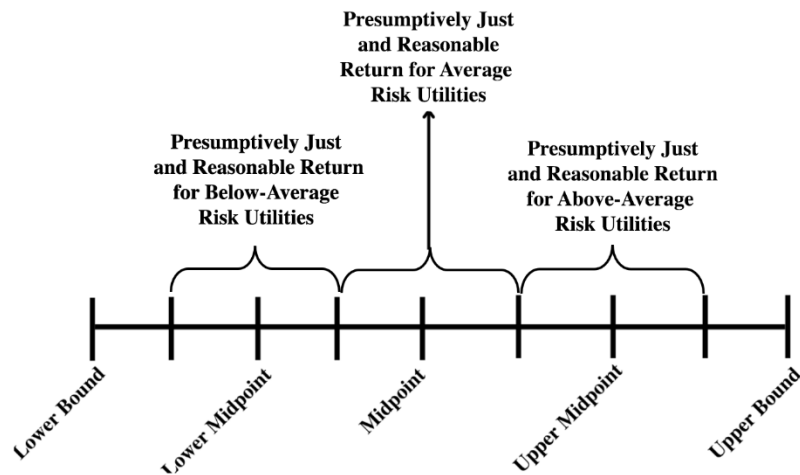 Presumptively Just
and Reasonable
Return for Average
Risk Utilities
Presumptively Just
and Reasonable Return
for Below-Average
Risk Utilities
Presumptively Just
and Reasonable Return
for Above-Average
Risk Utilities
Lower Bound
Lower Midpoint
Midpoint
Upper Midpoint
Upper Bound